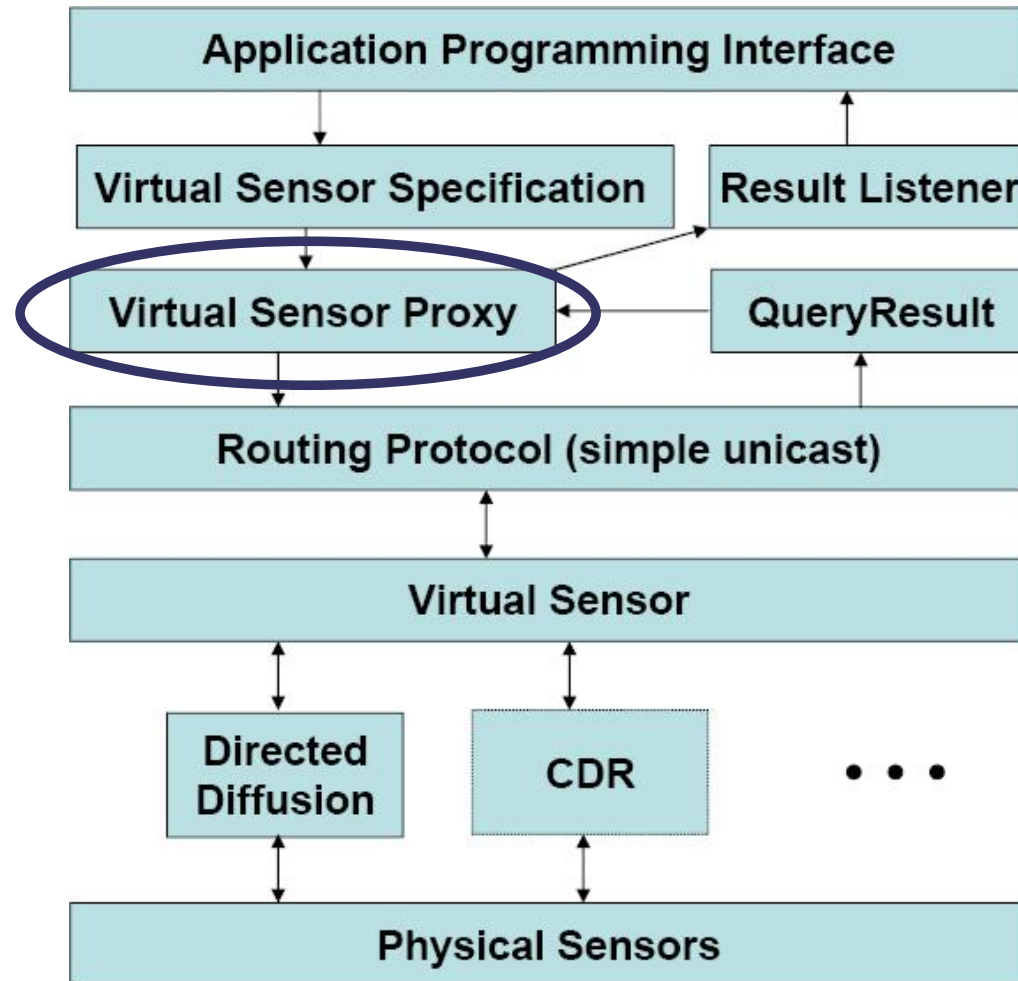 Application Programming Interface
Virtual Sensor Specification
Result Listener
Virtual Sensor Proxy
QueryResult
Routing Protocol (simple unicast)
Virtual Sensor
Directed
Diffusion
CDR
• • •
Physical Sensors